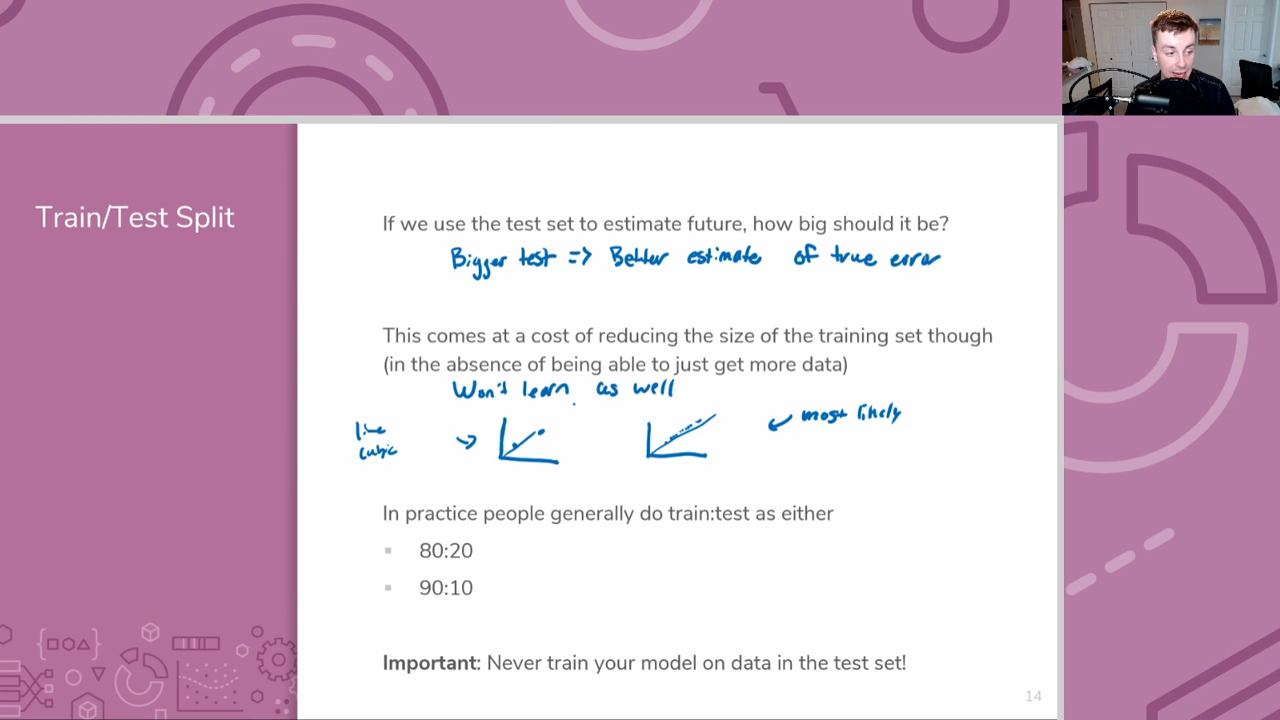 Train/Test Split
If we use the test set to estimate future, how big should it be?
Bigger test => Better estimate of true error
This comes at a cost of reducing the size of the training set though
(in the absence of being able to just get more data)
Won't learn as well
most likely
line
cubic
In practice people generally do train:test as either
80:20
90:10
Important: Never train your model on data in the test set!
14